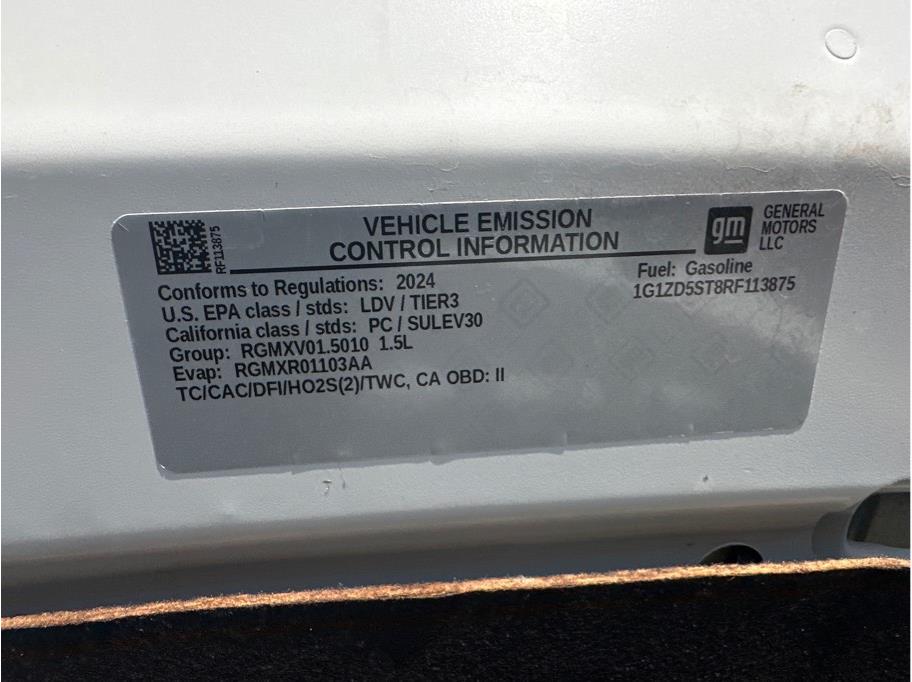 RF113875
VEHICLE EMISSION
CONTROL INFORMATION
gm
GENERAL
MOTORS
LLC
Conforms to Regulations: 2024
U.S. EPA class / stds: LDV / TIER3
California class / stds: PC / SULEV30
Group: RGMXV01.5010 1.5L
Evap: RGMXR01103AA
TC/CAC/DFI/HO2S(2)/TWC, CA OBD: II
Fuel: Gasoline
1G1ZD5ST8RF113875